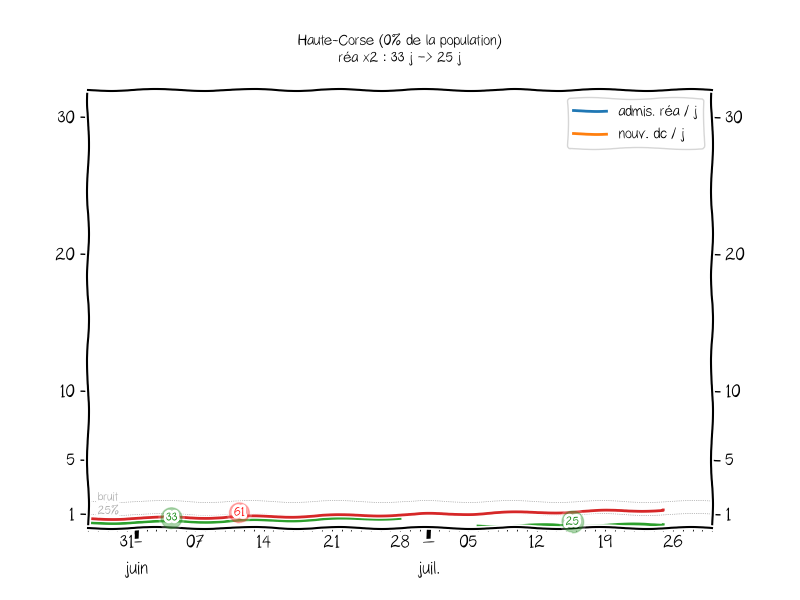 Haute-Corse (0% de la population)
réa x2 : 33 j -> 25 j
admis. réa / j
nouv. dc / j
30
30
20
20
10
10
5
5
bruit
25%
1
1
33
61
25
31 07 14 21 28 05 12 19 26
juin juil.